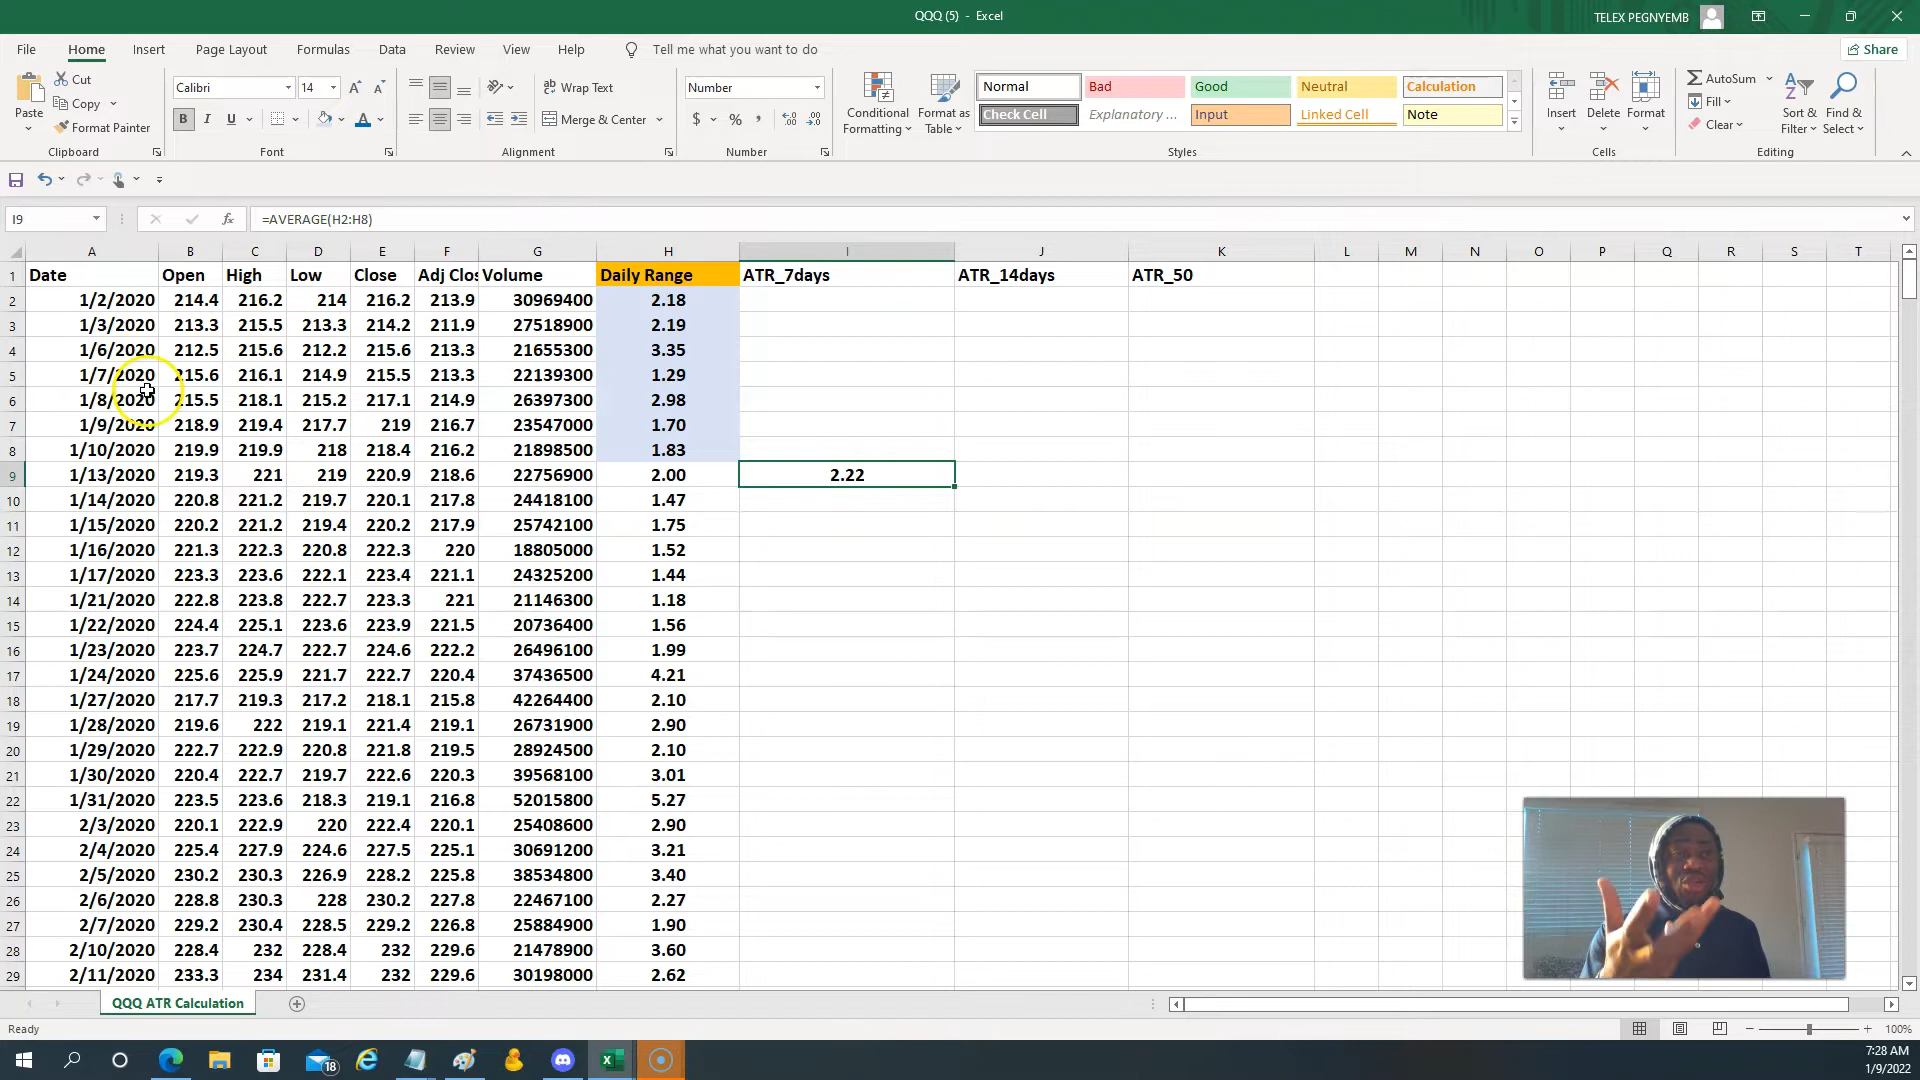 QQQ (5) - Excel
TELEX PEGNYEMB
File Home Insert Page Layout Formulas Data Review View Help Tell me what you want to do Share
Paste Cut Copy Format Painter Clipboard
Calibri 14 B I U A Font
Wrap Text Merge & Center Alignment
Number $ % , Number
Conditional Formatting Format as Table
Normal Bad Good Neutral Calculation
Check Cell Explanatory ... Input Linked Cell Note
Styles
Insert Delete Format Cells
AutoSum Fill Clear Sort & Filter Find & Select Editing
I9 fx =AVERAGE(H2:H8)
A B C D E F G H I J K L M N O P Q R S T
1 Date Open High Low Close Adj Clos Volume Daily Range ATR_7days ATR_14days ATR_50
2 1/2/2020 214.4 216.2 214 216.2 213.9 30969400 2.18
3 1/3/2020 213.3 215.5 213.3 214.2 211.9 27518900 2.19
4 1/6/2020 212.5 215.6 212.2 215.6 213.3 21655300 3.35
5 1/7/2020 215.6 216.1 214.9 215.5 213.3 22139300 1.29
6 1/8/2020 215.5 218.1 215.2 217.1 214.9 26397300 2.98
7 1/9/2020 218.9 219.4 217.7 219 216.7 23547000 1.70
8 1/10/2020 219.9 219.9 218 218.4 216.2 21898500 1.83
9 1/13/2020 219.3 221 219 220.9 218.6 22756900 2.00 2.22
10 1/14/2020 220.8 221.2 219.7 220.1 217.8 24418100 1.47
11 1/15/2020 220.2 221.2 219.4 220.2 217.9 25742100 1.75
12 1/16/2020 221.3 222.3 220.8 222.3 220 18805000 1.52
13 1/17/2020 223.3 223.6 222.1 223.4 221.1 24325200 1.44
14 1/21/2020 222.8 223.8 222.7 223.3 221 21146300 1.18
15 1/22/2020 224.4 225.1 223.6 223.9 221.5 20736400 1.56
16 1/23/2020 223.7 224.7 222.7 224.6 222.2 26496100 1.99
17 1/24/2020 225.6 225.9 221.7 222.7 220.4 37436500 4.21
18 1/27/2020 217.7 219.3 217.2 218.1 215.8 42264400 2.10
19 1/28/2020 219.6 222 219.1 221.4 219.1 26731900 2.90
20 1/29/2020 222.7 222.9 220.8 221.8 219.5 28924500 2.10
21 1/30/2020 220.4 222.7 219.7 222.6 220.3 39568100 3.01
22 1/31/2020 223.5 223.6 218.3 219.1 216.8 52015800 5.27
23 2/3/2020 220.1 222.9 220 222.4 220.1 25408600 2.90
24 2/4/2020 225.4 227.9 224.6 227.5 225.1 30691200 3.21
25 2/5/2020 230.2 230.3 226.9 228.2 225.8 38534800 3.40
26 2/6/2020 228.8 230.3 228 230.2 227.8 22467100 2.27
27 2/7/2020 229.2 230.4 228.5 229.2 226.8 25884900 1.90
28 2/10/2020 228.4 232 228.4 232 229.6 21478900 3.60
29 2/11/2020 233.3 234 231.4 232 229.6 30198000 2.62
QQQ ATR Calculation
Ready 100%
18
7:28 AM
1/9/2022